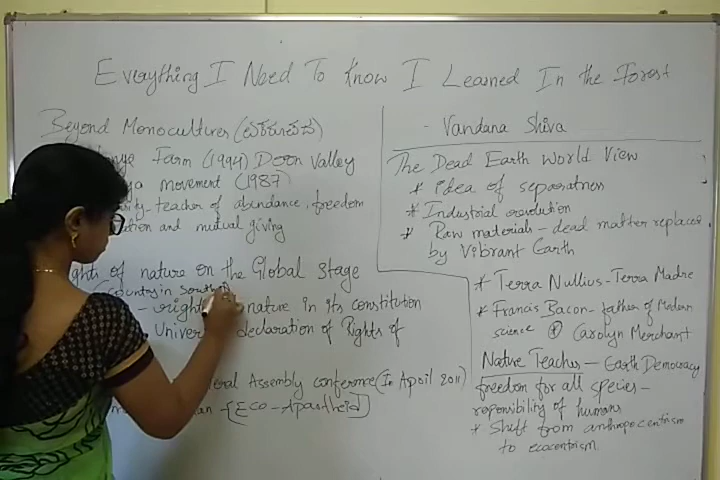 Everything I Need To Know I Learned In the Forest
- Vandana Shiva
Beyond Monocultures
Farm (1994) Doon Valley
movement (1987)
teacher of abundance, freedom
and mutual giving
of nature on the Global Stage
(Country in South
- right nature in its constitution
declaration of Rights of
Assembly conference (In April 2011)
[Eco-Apartheid]
The Dead Earth World View
* Idea of separatness
* Industrial revolution
* Raw materials - dead matter replaced
by Vibrant Earth
* Terra Nullius - Terra Madre
* Francis Bacon - father of Modern
science * Carolyn Merchant
Nature Teaches - Earth Democracy
freedom for all species -
reponsibility of humans
* Shift from anthropocentrism
to ecocentrism.